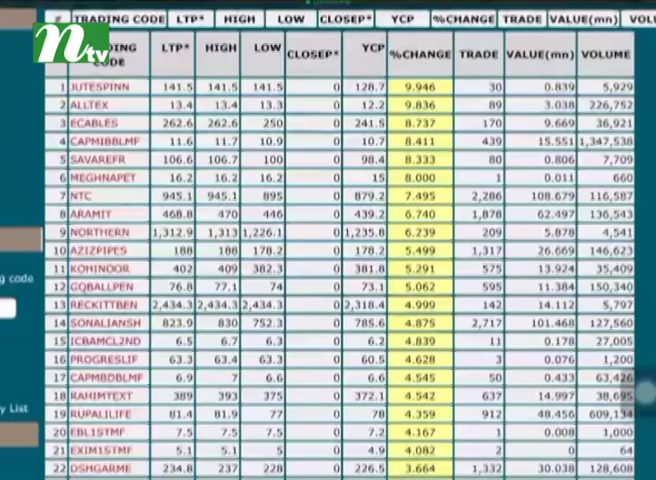 # TRADING CODE LTP* HIGH LOW CLOSEP* YCP %CHANGE TRADE VALUE(mn)
ntv
CODE LTP* HIGH LOW CLOSEP* YCP %CHANGE TRADE VALUE(mn) VOLUME
1 JUTESPINN 141.5 141.5 141.5 0 128.7 9.946 30 0.839 5,929
2 ALLTEX 13.4 13.4 13.3 0 12.2 9.836 89 3.038 226,752
3 ECABLES 262.6 262.6 250 0 241.5 8.737 170 9.669 36,921
4 CAPMIBBLMF 11.6 11.7 10.9 0 10.7 8.411 439 15.551 1,347,538
5 SAVAREFR 106.6 106.7 100 0 98.4 8.333 80 0.806 7,709
6 MEGHNAPET 16.2 16.2 16.2 0 15 8.000 1 0.011 660
7 NTC 945.1 945.1 895 0 879.2 7.495 2,286 108.679 116,587
8 ARAMIT 468.8 470 446 0 439.2 6.740 1,878 62.497 136,543
9 NORTHERN 1,312.9 1,313 1,226.1 0 1,235.8 6.239 209 5.878 4,541
10 AZIZPIPES 188 188 178.2 0 178.2 5.499 1,317 26.669 146,623
11 KOHINOOR 402 409 382.3 0 381.8 5.291 575 13.924 35,409
12 GQBALLPEN 76.8 77.1 74 0 73.1 5.062 595 11.384 150,340
13 RECKITTBEN 2,434.3 2,434.3 2,434.3 0 2,318.4 4.999 142 14.112 5,797
14 SONALIANSH 823.9 830 752.3 0 785.6 4.875 2,717 101.468 127,560
15 ICBAMCL2ND 6.5 6.7 6.3 0 6.2 4.839 11 0.178 27,005
16 PROGRESLIF 63.3 63.4 63.3 0 60.5 4.628 3 0.076 1,200
17 CAPMBDBLMF 6.9 7 6.6 0 6.6 4.545 50 0.433 63,426
18 RAHIMTEXT 389 393 375 0 372.1 4.542 637 14.997 38,695
19 RUPALILIFE 81.4 81.9 77 0 78 4.359 912 48.456 609,134
20 EBL1STMF 7.5 7.5 7.5 0 7.2 4.167 1 0.008 1,000
21 EXIM1STMF 5.1 5.1 5 0 4.9 4.082 2 0 64
22 DSHGARME 234.8 237 228 0 226.5 3.664 1,332 30.038 128,608
g code
y List